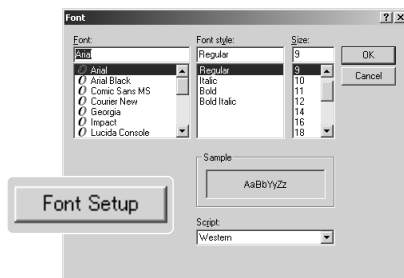 Font
Font: Font style: Size:
Arial Regular 9 OK
Arial Regular 9 Cancel
Arial Black Italic 10
Comic Sans MS Bold 11
Courier New Bold Italic 12
Georgia 14
Impact 16
Lucida Console 18
Sample
AaBbYyZz
Font Setup
Script:
Western